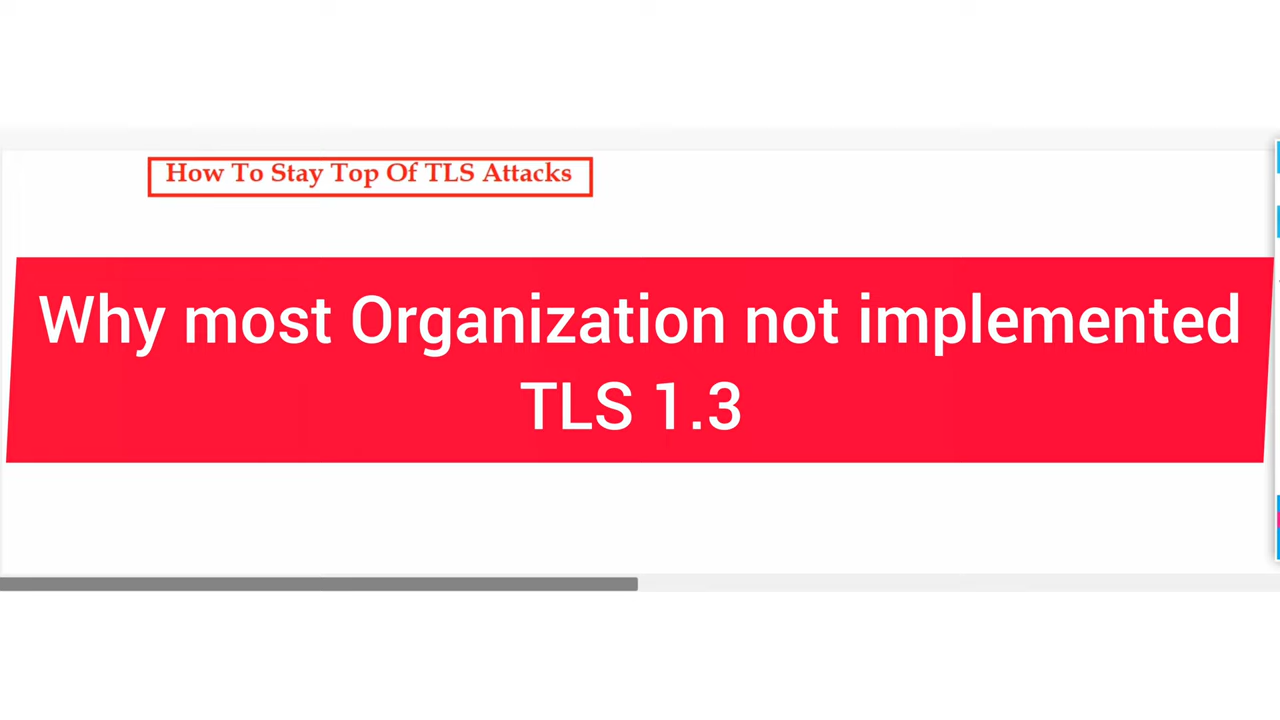 How To Stay Top Of TLS Attacks
Why most Organization not implemented
TLS 1.3